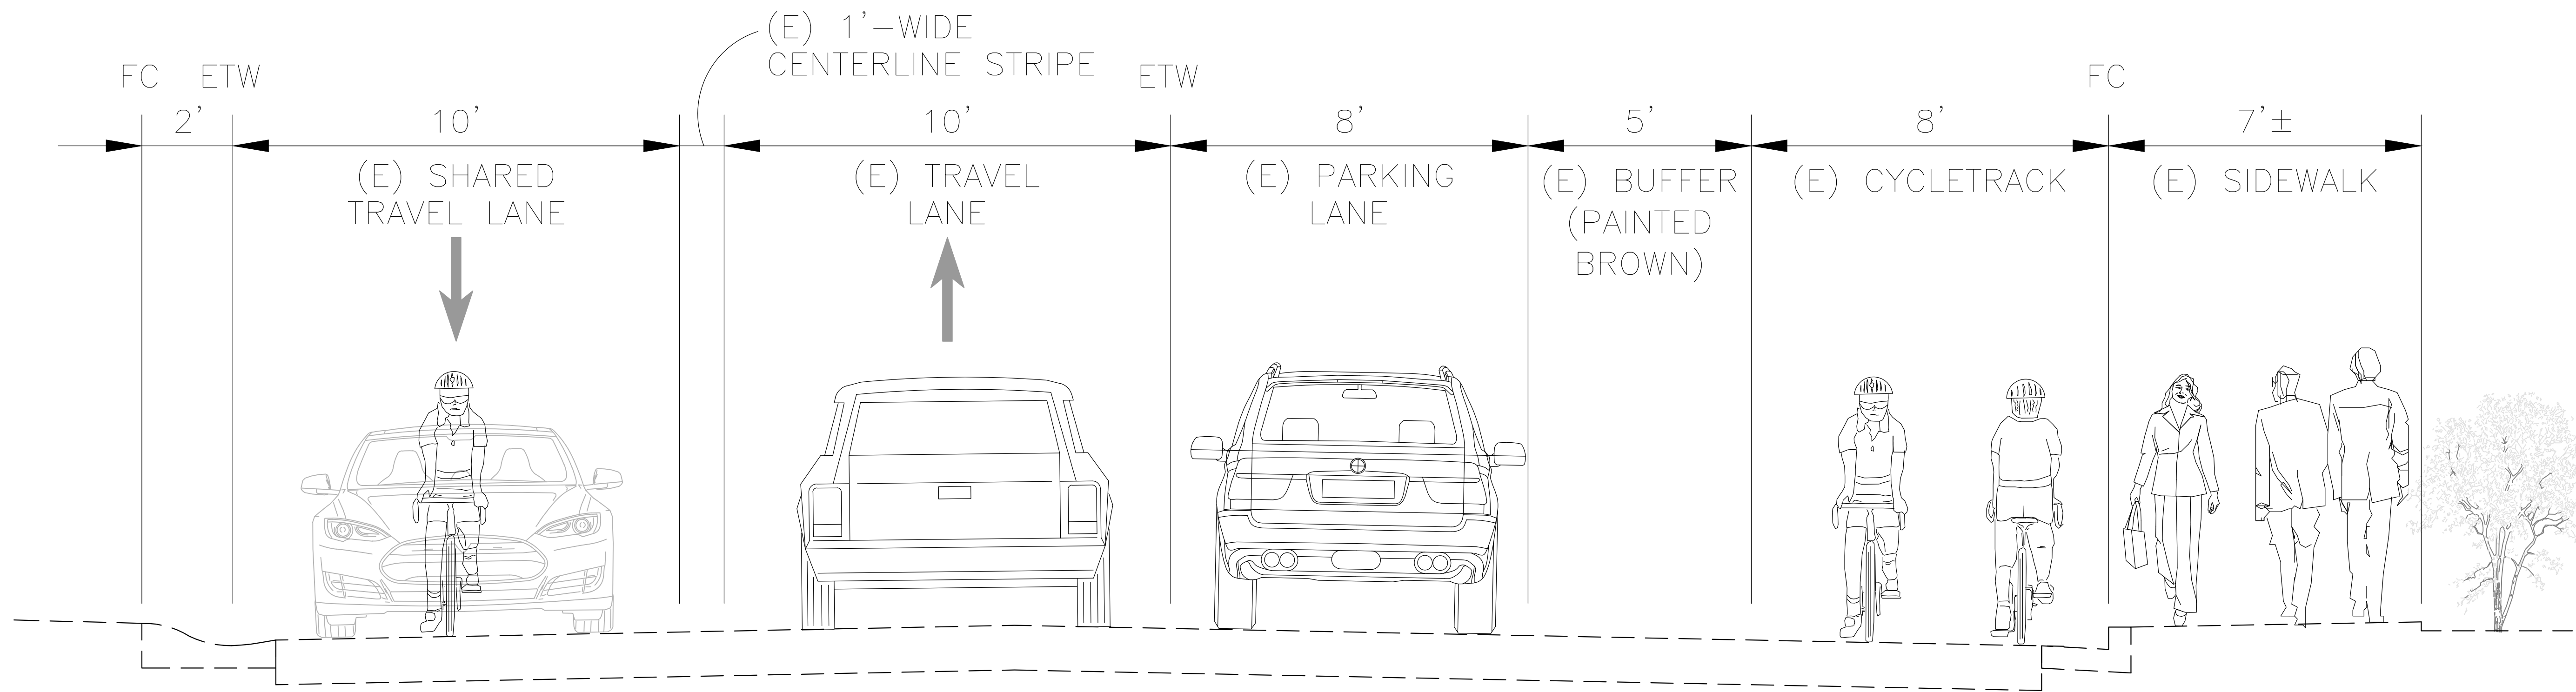 (E) 1'-WIDE
CENTERLINE STRIPE
FC ETW ETW FC
2' 10' 10' 8' 5' 8' 7'±
(E) SHARED
TRAVEL LANE
(E) TRAVEL
LANE
(E) PARKING
LANE
(E) BUFFER
(PAINTED
BROWN)
(E) CYCLETRACK
(E) SIDEWALK